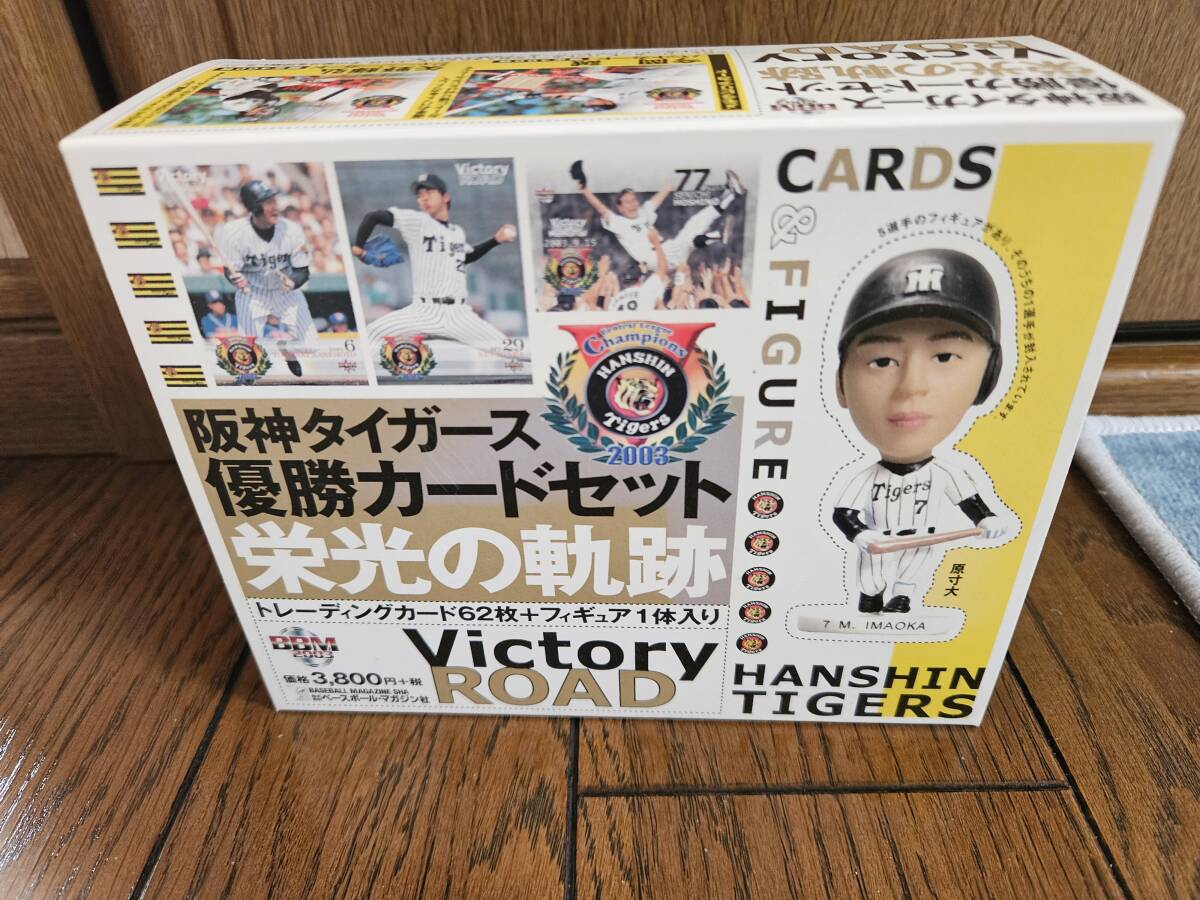 Victory
ROAD
栄光の軌跡
優勝カードセット
阪神タイガース
Victory
Tigers
6
Victory
Tigers
29
77
SENICHI
HOSHINO
2003.9.15
CARDS
& FIGURE
5選手のフィギュアがあり、そのうちの1選手が封入されています
Central League
Champions
HANSHIN
Tigers
2003
阪神タイガース
優勝カードセット
栄光の軌跡
トレーディングカード62枚+フィギュア1体入り
BBM
2003
価格3,800円+税
BASEBALL MAGAZINE SHA
ベースボール・マガジン社
Victory
ROAD
Tigers
7
原寸大
7 M. IMAOKA
HANSHIN
TIGERS